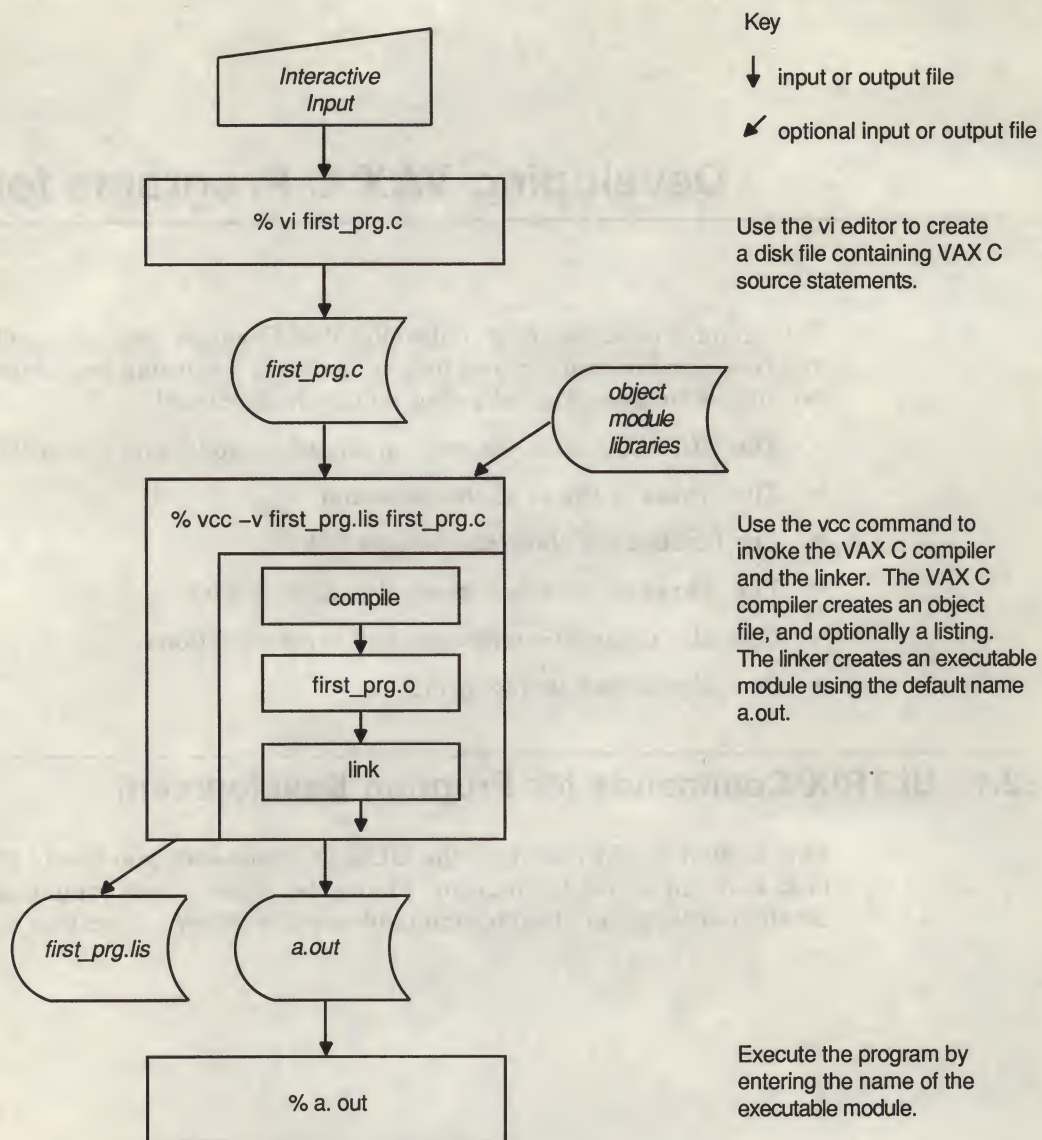 Key
input or output file
optional input or output file
Interactive
Input
% vi first_prg.c
Use the vi editor to create
a disk file containing VAX C
source statements.
first_prg.c
object
module
libraries
% vcc –v first_prg.lis first_prg.c
compile
first_prg.o
link
Use the vcc command to
invoke the VAX C compiler
and the linker. The VAX C
compiler creates an object
file, and optionally a listing.
The linker creates an executable
module using the default name
a.out.
first_prg.lis
a.out
% a. out
Execute the program by
entering the name of the
executable module.